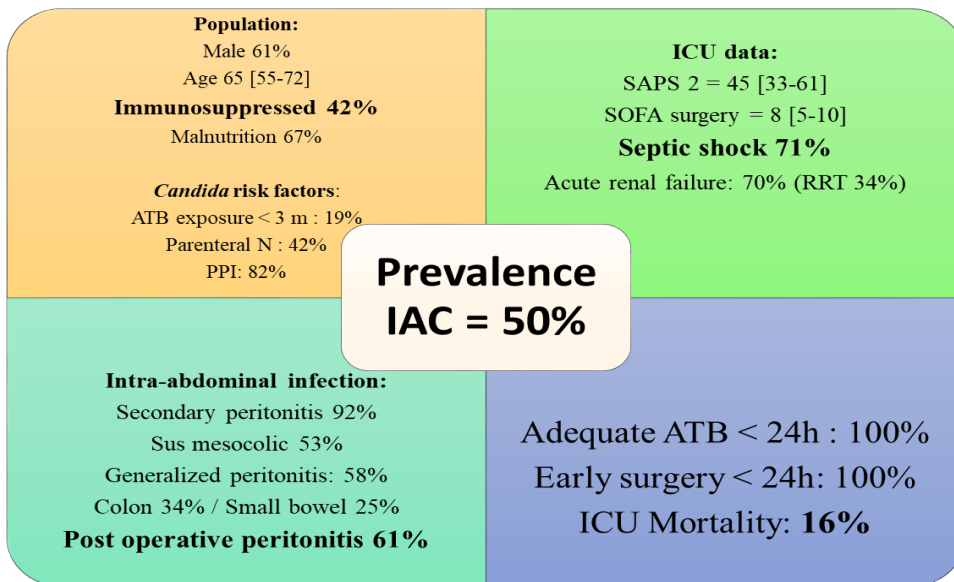 Population:
Male 61%
Age 65 [55-72]
Immunosuppressed 42%
Malnutrition 67%
Candida risk factors:
ATB exposure < 3 m : 19%
Parenteral N : 42%
PPI: 82%
ICU data:
SAPS 2 = 45 [33-61]
SOFA surgery = 8 [5-10]
Septic shock 71%
Acute renal failure: 70% (RRT 34%)
Prevalence
IAC = 50%
Intra-abdominal infection:
Secondary peritonitis 92%
Sus mesocolic 53%
Generalized peritonitis: 58%
Colon 34% / Small bowel 25%
Post operative peritonitis 61%
Adequate ATB < 24h : 100%
Early surgery < 24h: 100%
ICU Mortality: 16%